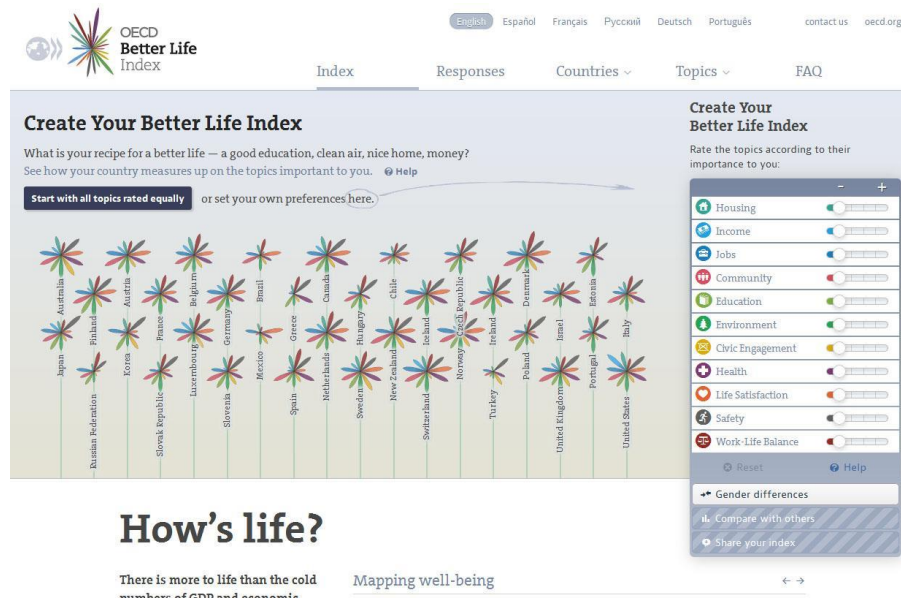 OECD
Better Life
Index
English Español Français Русский Deutsch Português contact us oecd.org
Index Responses Countries Topics FAQ
Create Your Better Life Index
What is your recipe for a better life — a good education, clean air, nice home, money?
See how your country measures up on the topics important to you. Help
Start with all topics rated equally or set your own preferences here.
Australia
Japan
Finland
Russian Federation
Austria
Korea
France
Slovak Republic
Belgium
Luxembourg
Germany
Slovenia
Brazil
Mexico
Greece
Spain
Canada
Netherlands
Hungary
Sweden
Chile
New Zealand
Iceland
Switzerland
Czech Republic
Norway
Ireland
Turkey
Denmark
Poland
Israel
United Kingdom
Estonia
Portugal
Italy
United States
Create Your
Better Life Index
Rate the topics according to their
importance to you:
- +
Housing
Income
Jobs
Community
Education
Environment
Civic Engagement
Health
Life Satisfaction
Safety
Work-Life Balance
Reset Help
Gender differences
Compare with others
Share your index
How's life?
There is more to life than the cold
numbers of GDP and economic
Mapping well-being